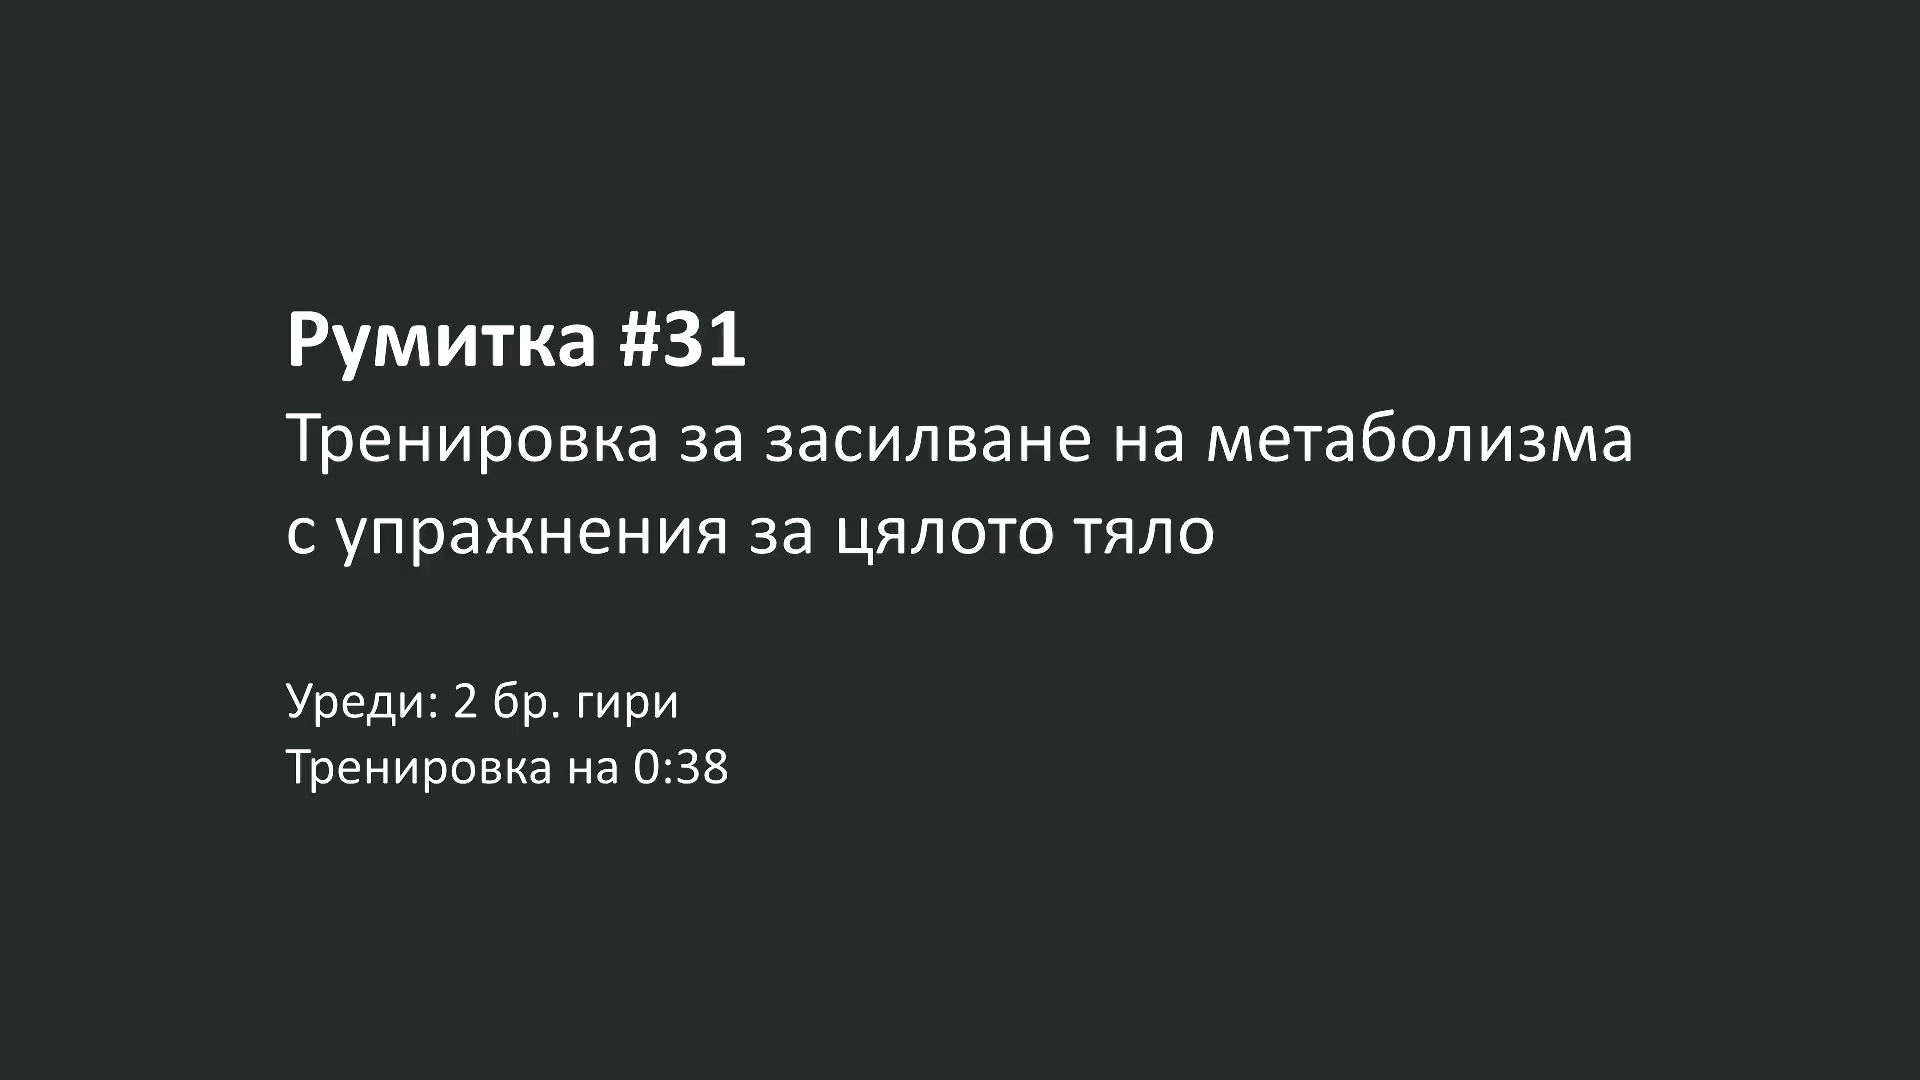 Румитка #31
Тренировка за засилване на метаболизма
с упражнения за цялото тяло
Уреди: 2 бр. гири
Тренировка на 0:38